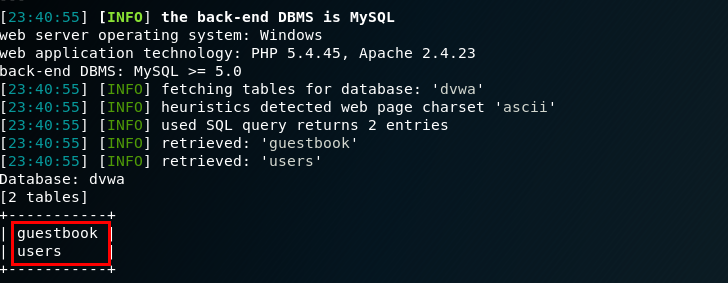 [23:40:55] [INFO] the back-end DBMS is MySQL
web server operating system: Windows
web application technology: PHP 5.4.45, Apache 2.4.23
back-end DBMS: MySQL >= 5.0
[23:40:55] [INFO] fetching tables for database: 'dvwa'
[23:40:55] [INFO] heuristics detected web page charset 'ascii'
[23:40:55] [INFO] used SQL query returns 2 entries
[23:40:55] [INFO] retrieved: 'guestbook'
[23:40:55] [INFO] retrieved: 'users'
Database: dvwa
[2 tables]
+-----------+
| guestbook |
| users     |
+-----------+